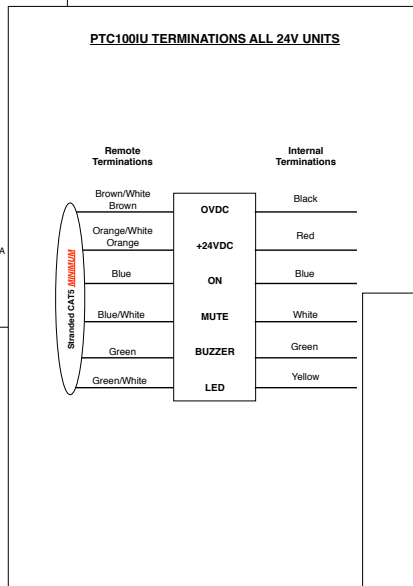 PTC100IU TERMINATIONS ALL 24V UNITS
Remote
Terminations
Internal
Terminations
Brown/White
Brown
OVDC
Black
Orange/White
Orange
+24VDC
Red
Blue
ON
Blue
Blue/White
MUTE
White
Green
BUZZER
Green
Green/White
LED
Yellow
Stranded CAT5 MINIMUM
A